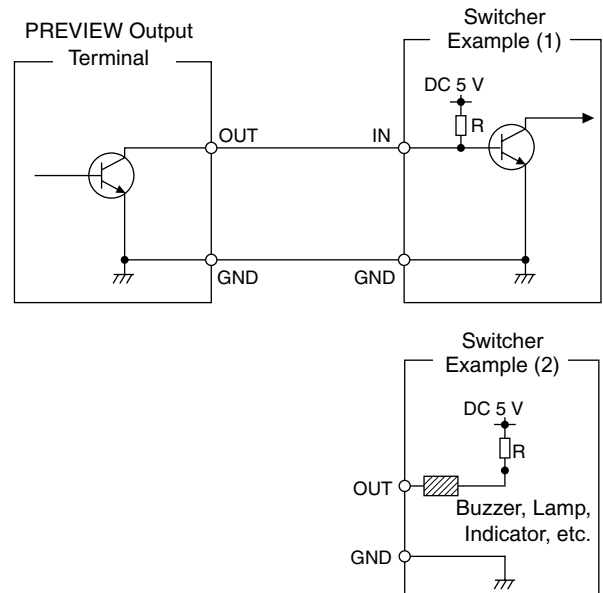 PREVIEW Output
Terminal
OUT
GND
Switcher
Example (1)
DC 5 V
R
IN
GND
Switcher
Example (2)
DC 5 V
R
OUT
Buzzer, Lamp,
Indicator, etc.
GND